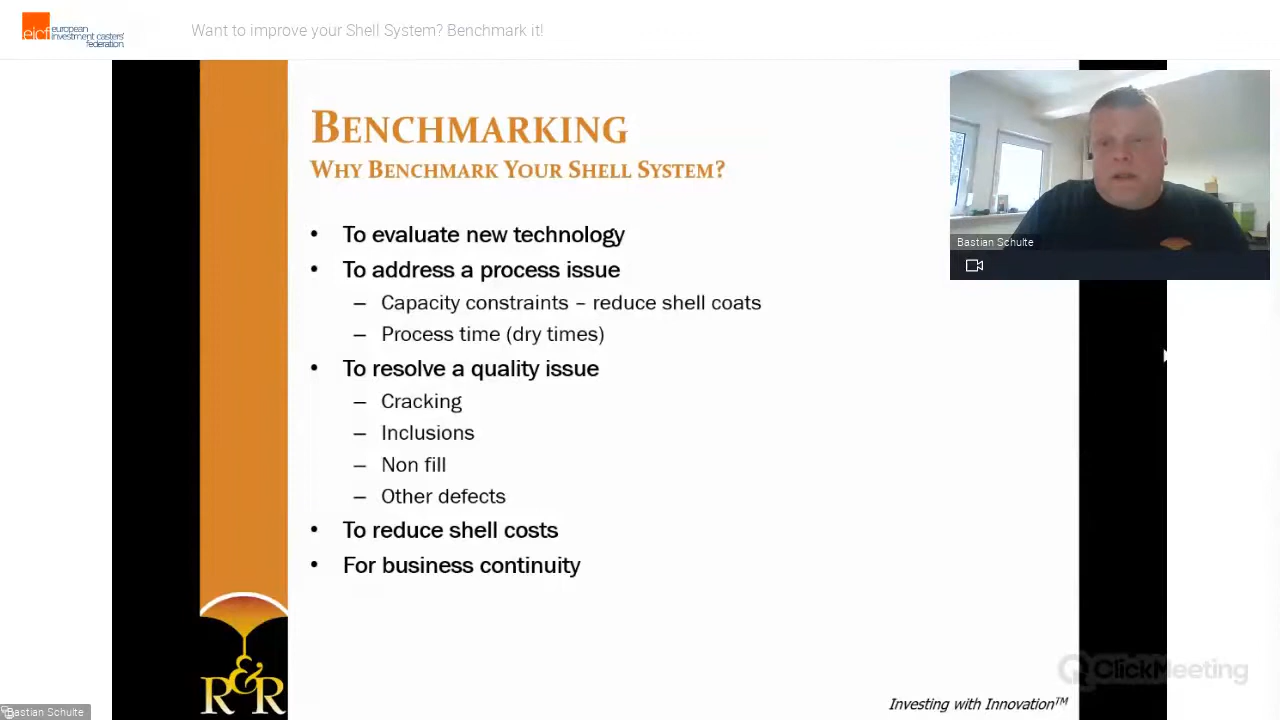 eicf european
investment casters'
federation.
Want to improve your Shell System? Benchmark it!
BENCHMARKING
WHY BENCHMARK YOUR SHELL SYSTEM?
• To evaluate new technology
• To address a process issue
– Capacity constraints – reduce shell coats
– Process time (dry times)
• To resolve a quality issue
– Cracking
– Inclusions
– Non fill
– Other defects
• To reduce shell costs
• For business continuity
Bastian Schulte
R&R
ClickMeeting
Investing with Innovation™
Bastian Schulte